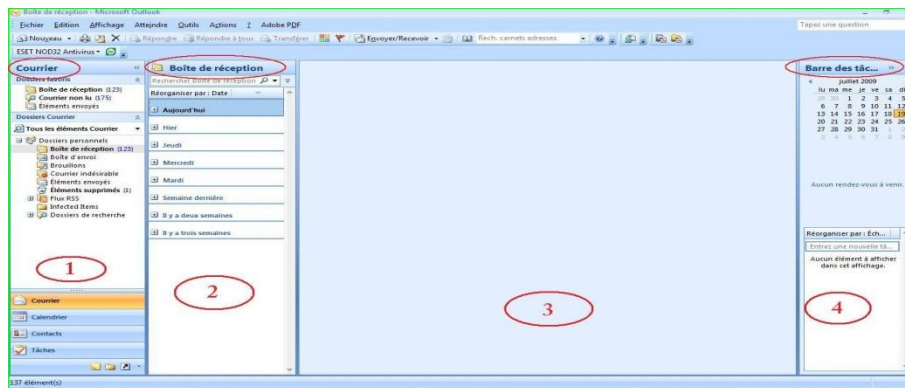 Boîte de réception - Microsoft Outlook
Fichier Edition Affichage Atteindre Outils Actions ? Adobe PDF
Tapez une question
Nouveau Répondre Répondre à tous Transférer Envoyer/Recevoir Rech. carnets adresses
ESET NOD32 Antivirus
Courrier
Dossiers favoris
Boîte de réception (123)
Courrier non lu (175)
Eléments envoyés
Dossiers Courrier
Tous les éléments Courrier
Dossiers personnels
Boîte de réception (123)
Boîte d'envoi
Brouillons
Courrier indésirable
Eléments envoyés
Éléments supprimés (1)
Flux RSS
Infected Items
Dossiers de recherche
1
Courrier
Calendrier
Contacts
Tâches
Boîte de réception
Rechercher Boîte de réception
Réorganiser par : Date
Aujourd'hui
Hier
Jeudi
Mercredi
Mardi
Semaine dernière
Il y a deux semaines
Il y a trois semaines
2
3
Barre des tâc... »
juillet 2009
lu ma me je ve sa di
29 30 1 2 3 4 5
6 7 8 9 10 11 12
13 14 15 16 17 18 19
20 21 22 23 24 25 26
27 28 29 30 31 1 2
3 4 5 6 7 8 9
Aucun rendez-vous à venir.
Réorganiser par : Éch...
Entrez une nouvelle tâ...
Aucun élément à afficher
dans cet affichage.
4
137 élément(s)